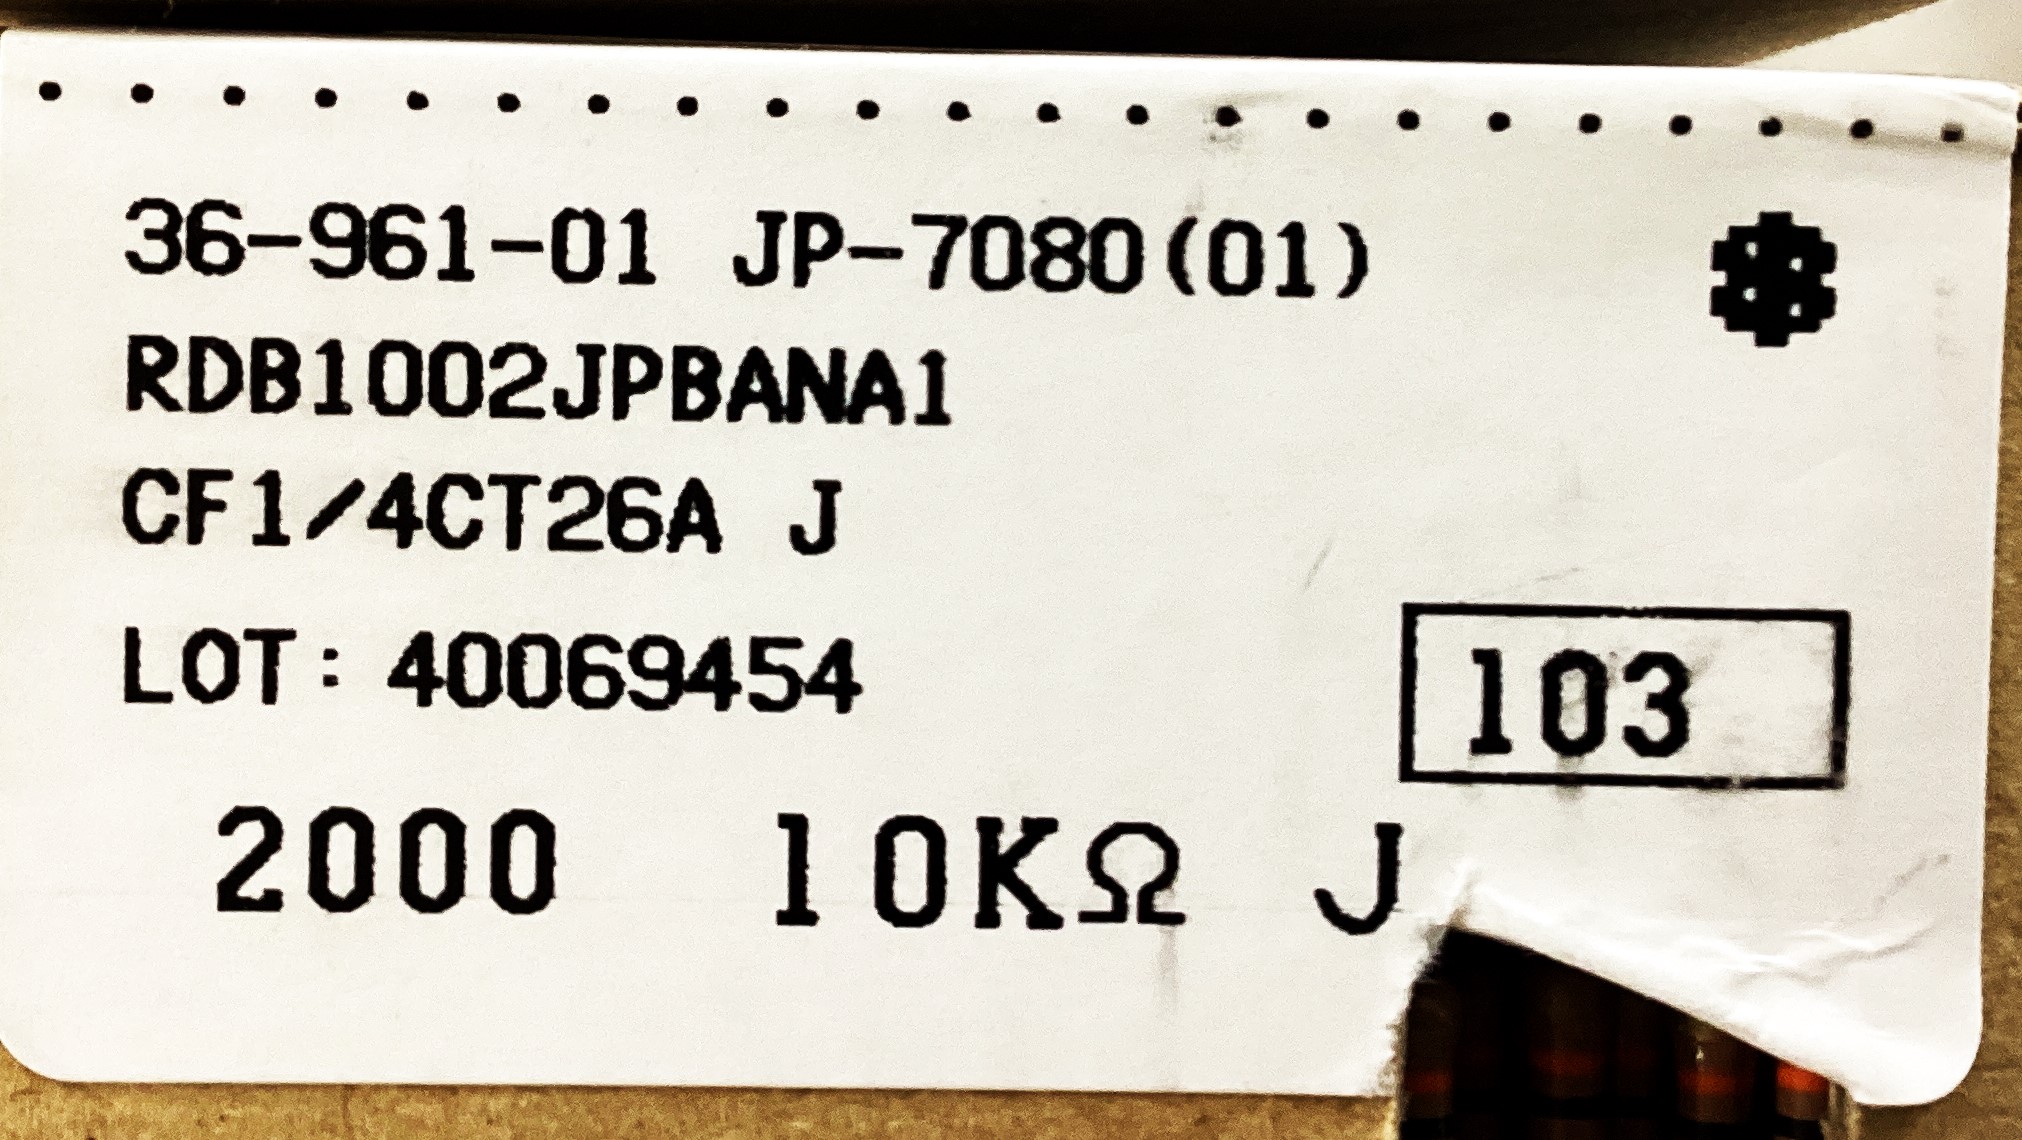 36-961-01 JP-7080(01)
RDB1002JPBANA1
CF1/4CT26A J
LOT: 40069454
103
2000 10KΩ J